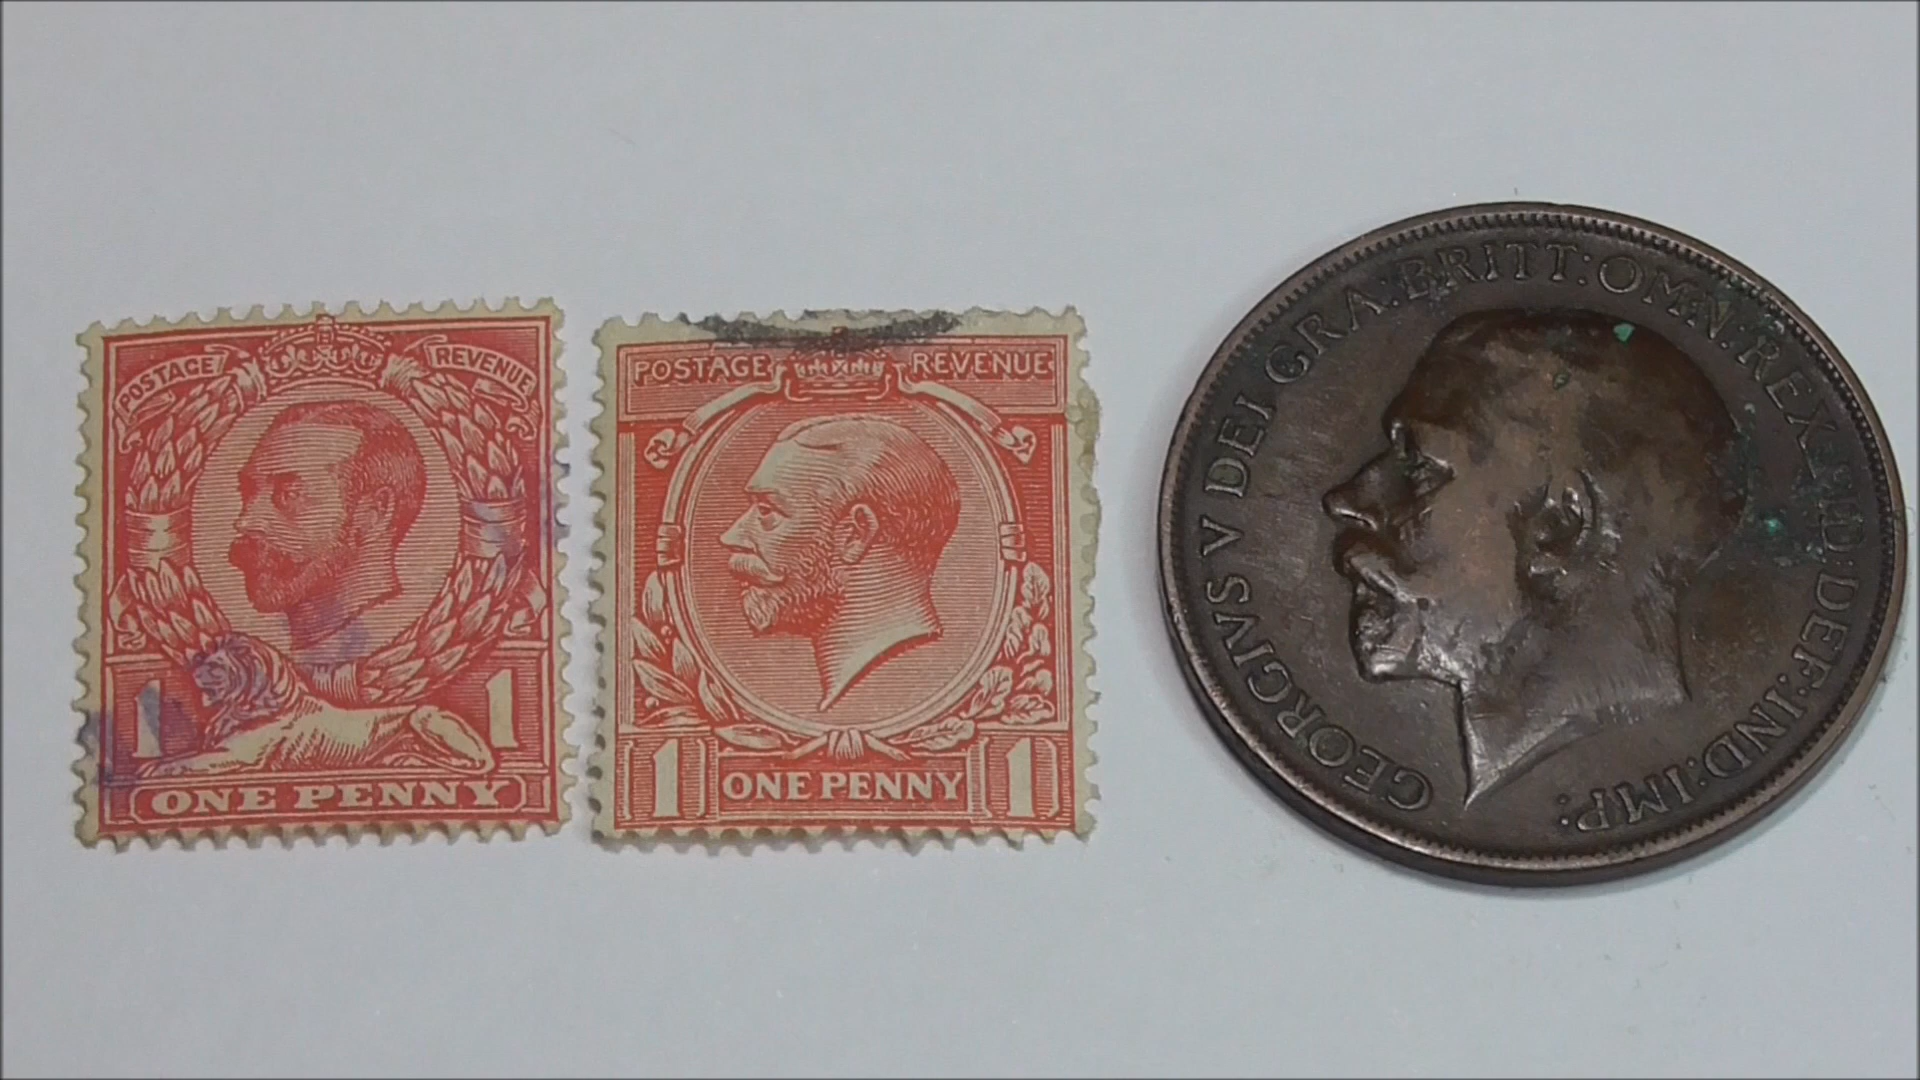 POSTAGE REVENUE
1 1
ONE PENNY
POSTAGE REVENUE
1 ONE PENNY 1
GEORGIVS V DEI GRA:BRITT:OMN:REX FID:DEF:IND:IMP: